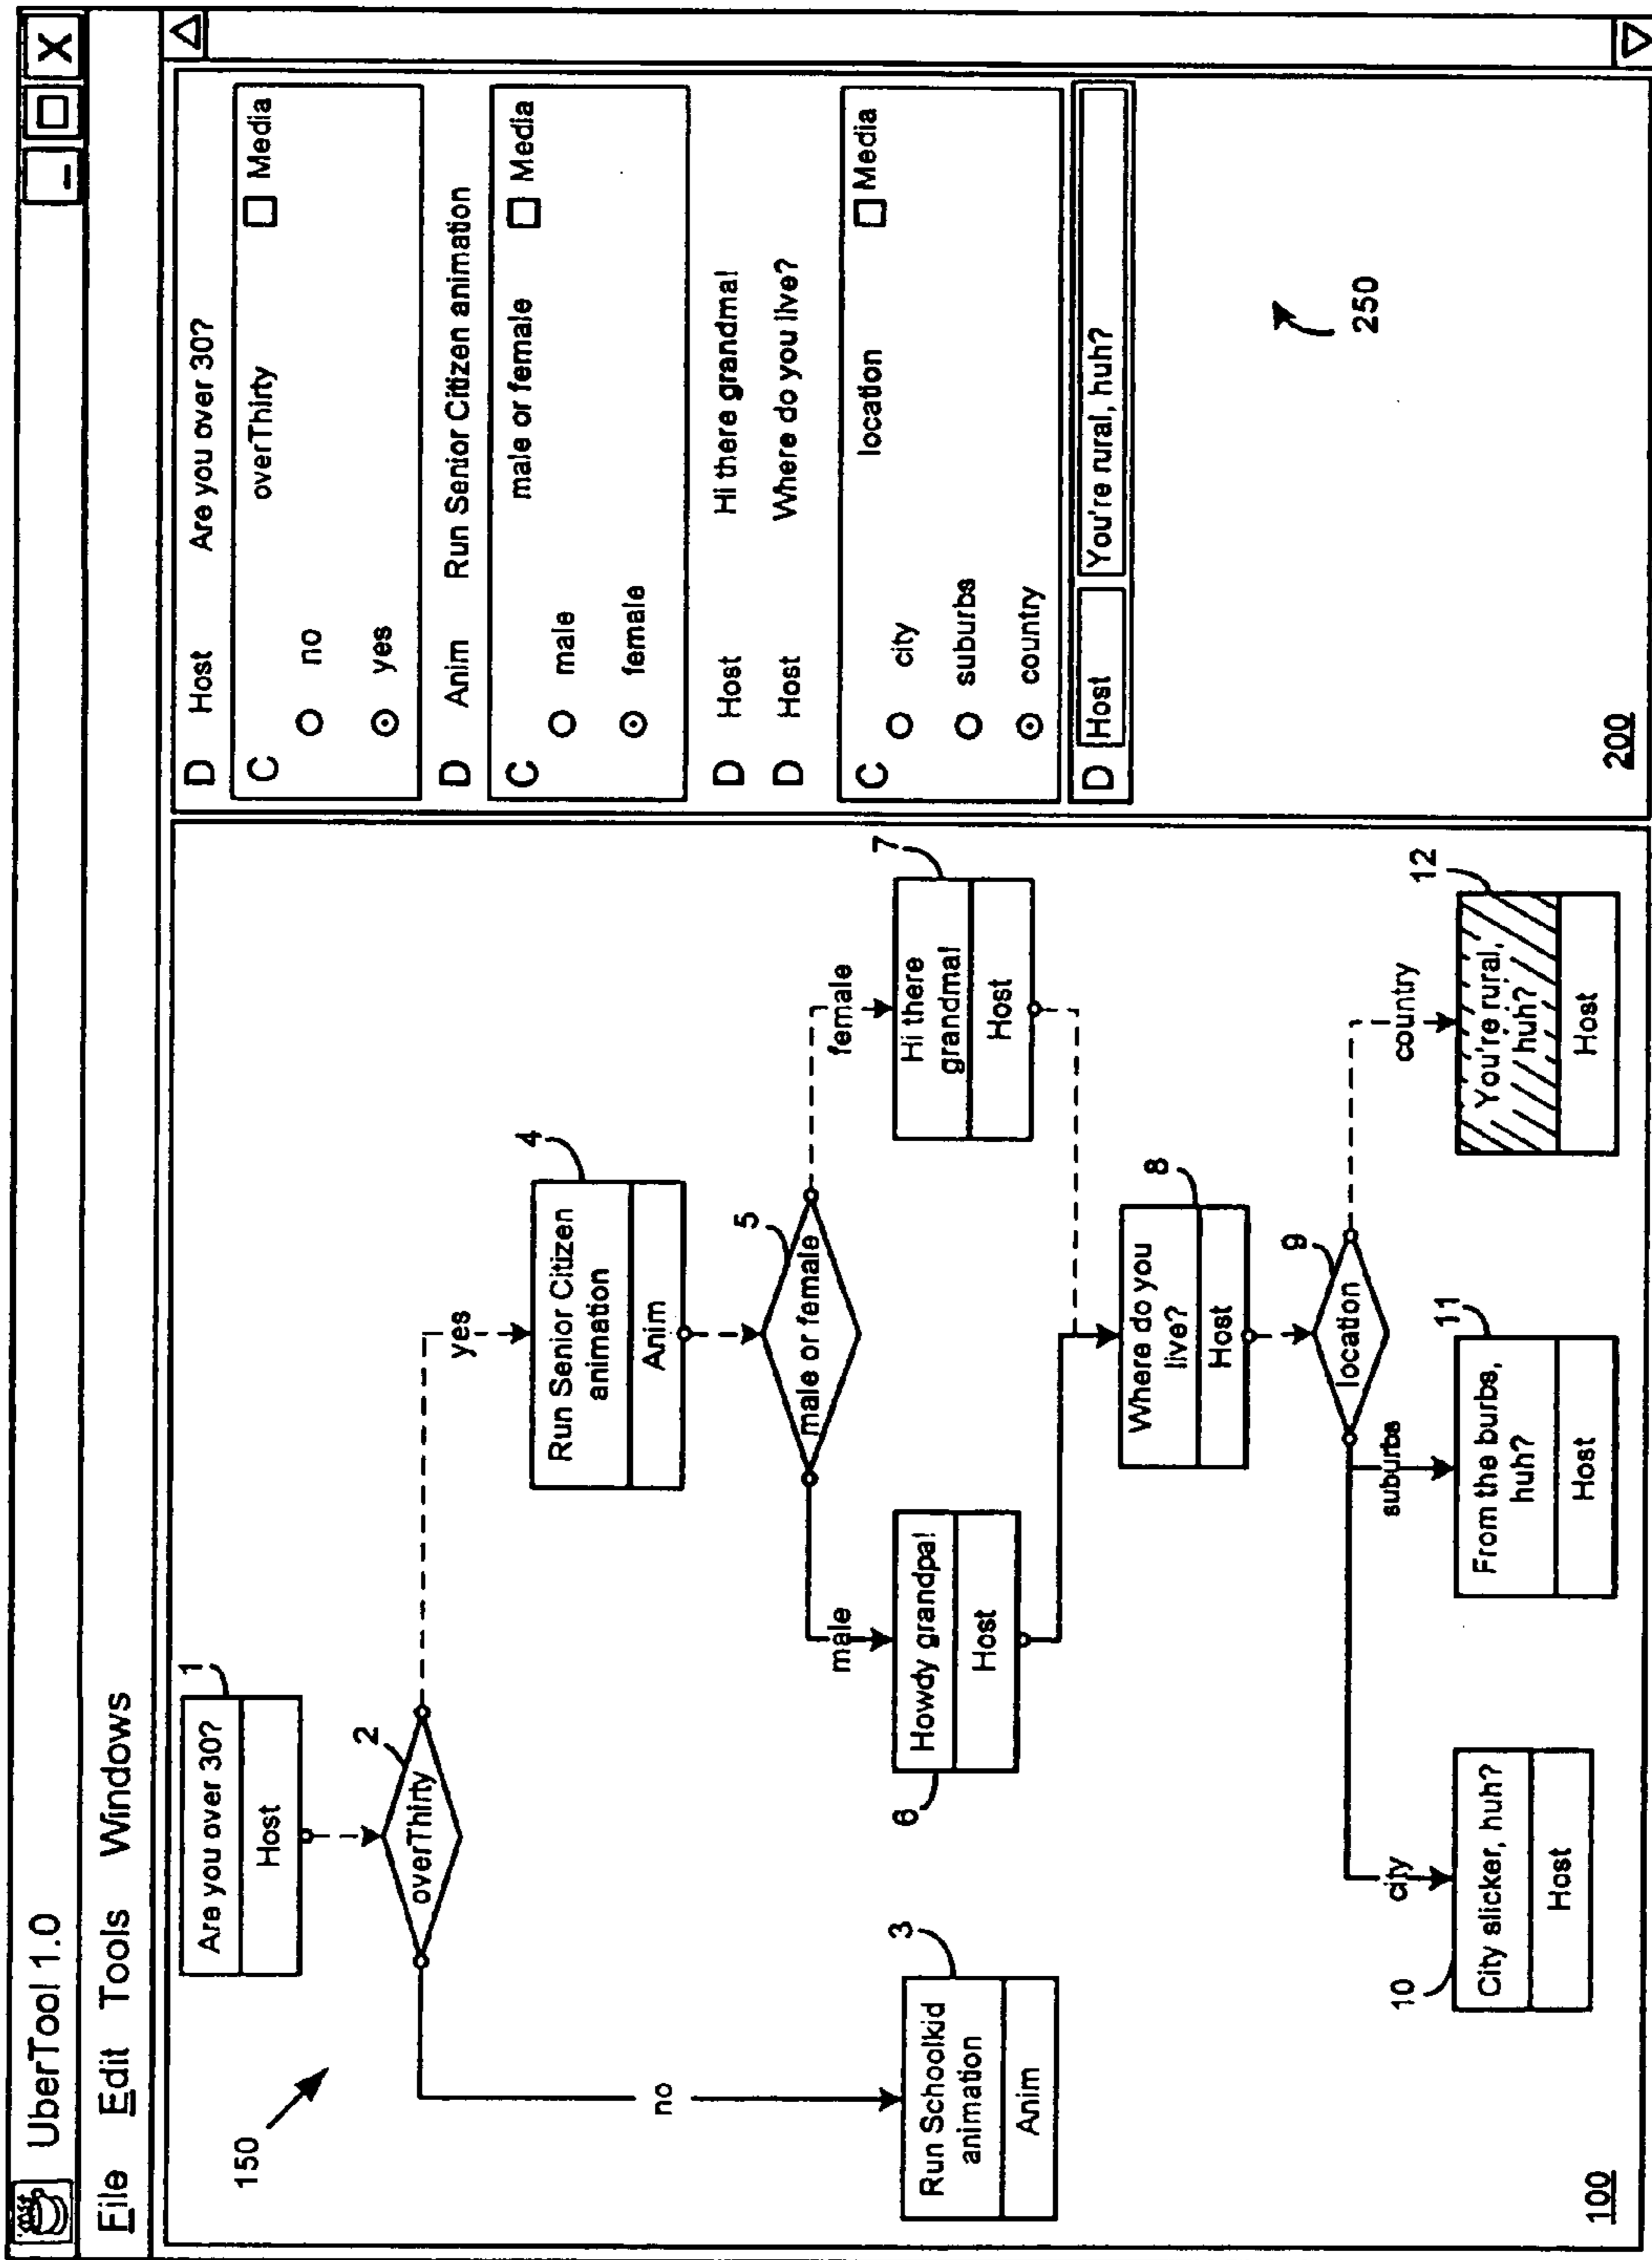 UberTool 1.0
_ X
File Edit Tools Windows
150
Are you over 30?
Host
1
overThirty
2
no
yes
Run Schoolkid
animation
Anim
3
Run Senior Citizen
animation
Anim
4
male or female
5
male
female
Howdy grandpa!
Host
6
Hi there
grandma!
Host
7
Where do you
live?
Host
8
location
9
city
suburbs
country
City slicker, huh?
Host
10
From the burbs,
huh?
Host
11
You're rural,
huh?
Host
12
100
D Host Are you over 30?
C overThirty Media
no
yes
D Anim Run Senior Citizen animation
C male or female Media
male
female
D Host Hi there grandma!
D Host Where do you live?
C location Media
city
suburbs
country
D Host You're rural, huh?
250
200